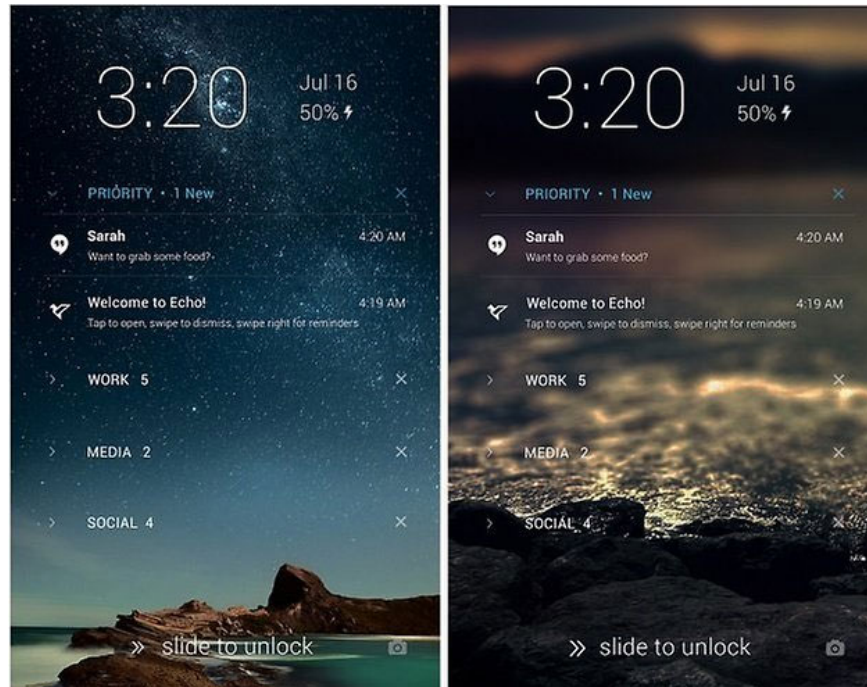 3:20
Jul 16
50%
PRIORITY • 1 New
Sarah
4:20 AM
Want to grab some food?
Welcome to Echo!
4:19 AM
Tap to open, swipe to dismiss, swipe right for reminders
WORK 5
MEDIA 2
SOCIAL 4
slide to unlock
3:20
Jul 16
50%
PRIORITY • 1 New
Sarah
4:20 AM
Want to grab some food?
Welcome to Echo!
4:19 AM
Tap to open, swipe to dismiss, swipe right for reminders
WORK 5
MEDIA 2
SOCIAL 4
slide to unlock